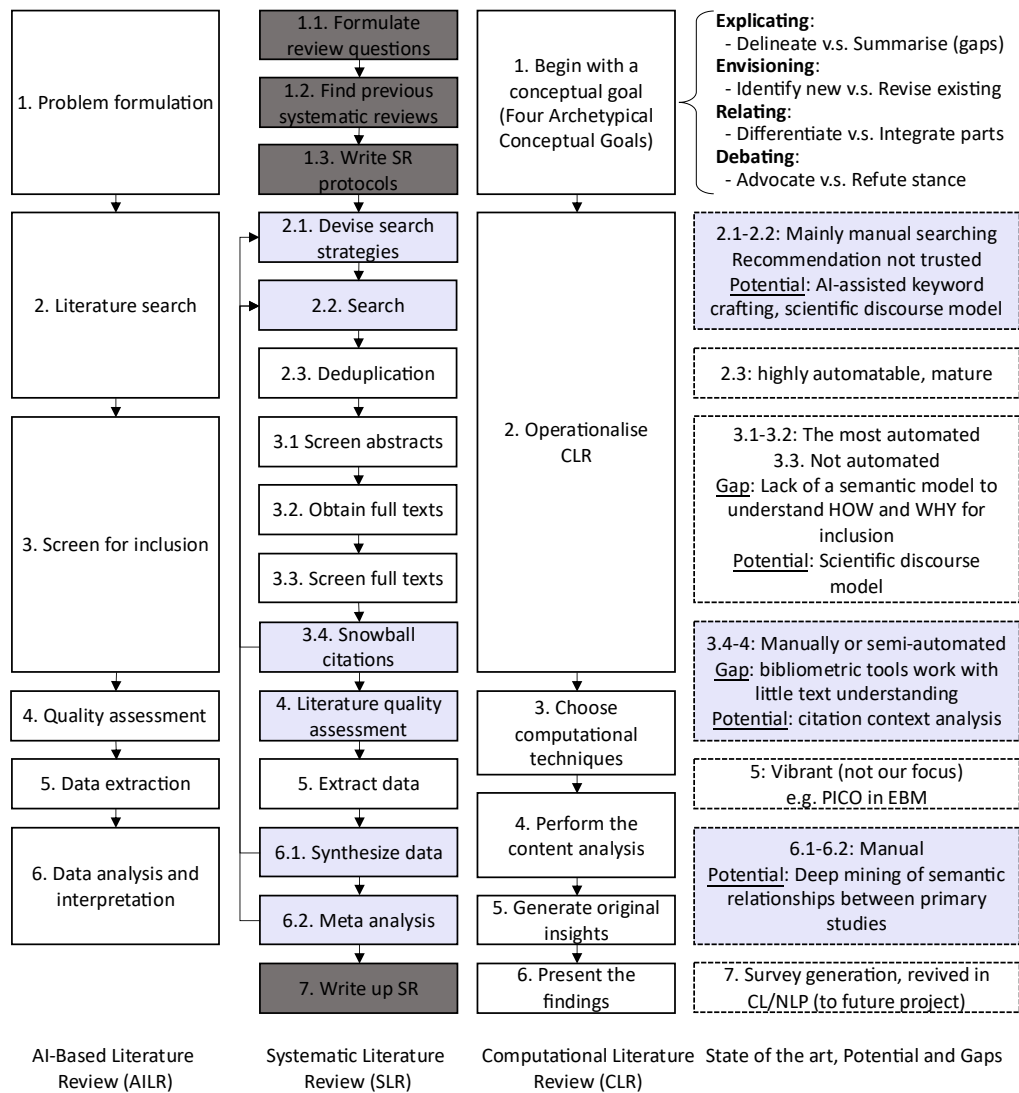 1. Problem formulation
2. Literature search
3. Screen for inclusion
4. Quality assessment
5. Data extraction
6. Data analysis and
interpretation
AI-Based Literature
Review (AILR)
1.1. Formulate
review questions
1.2. Find previous
systematic reviews
1.3. Write SR
protocols
2.1. Devise search
strategies
2.2. Search
2.3. Deduplication
3.1 Screen abstracts
3.2. Obtain full texts
3.3. Screen full texts
3.4. Snowball
citations
4. Literature quality
assessment
5. Extract data
6.1. Synthesize data
6.2. Meta analysis
7. Write up SR
Systematic Literature
Review (SLR)
1. Begin with a
conceptual goal
(Four Archetypical
Conceptual Goals)
2. Operationalise
CLR
3. Choose
computational
techniques
4. Perform the
content analysis
5. Generate original
insights
6. Present the
findings
Computational Literature
Review (CLR)
Explicating:
- Delineate v.s. Summarise (gaps)
Envisioning:
- Identify new v.s. Revise existing
Relating:
- Differentiate v.s. Integrate parts
Debating:
- Advocate v.s. Refute stance
2.1-2.2: Mainly manual searching
Recommendation not trusted
Potential: AI-assisted keyword
crafting, scientific discourse model
2.3: highly automatable, mature
3.1-3.2: The most automated
3.3. Not automated
Gap: Lack of a semantic model to
understand HOW and WHY for
inclusion
Potential: Scientific discourse
model
3.4-4: Manually or semi-automated
Gap: bibliometric tools work with
little text understanding
Potential: citation context analysis
5: Vibrant (not our focus)
e.g. PICO in EBM
6.1-6.2: Manual
Potential: Deep mining of semantic
relationships between primary
studies
7. Survey generation, revived in
CL/NLP (to future project)
State of the art, Potential and Gaps